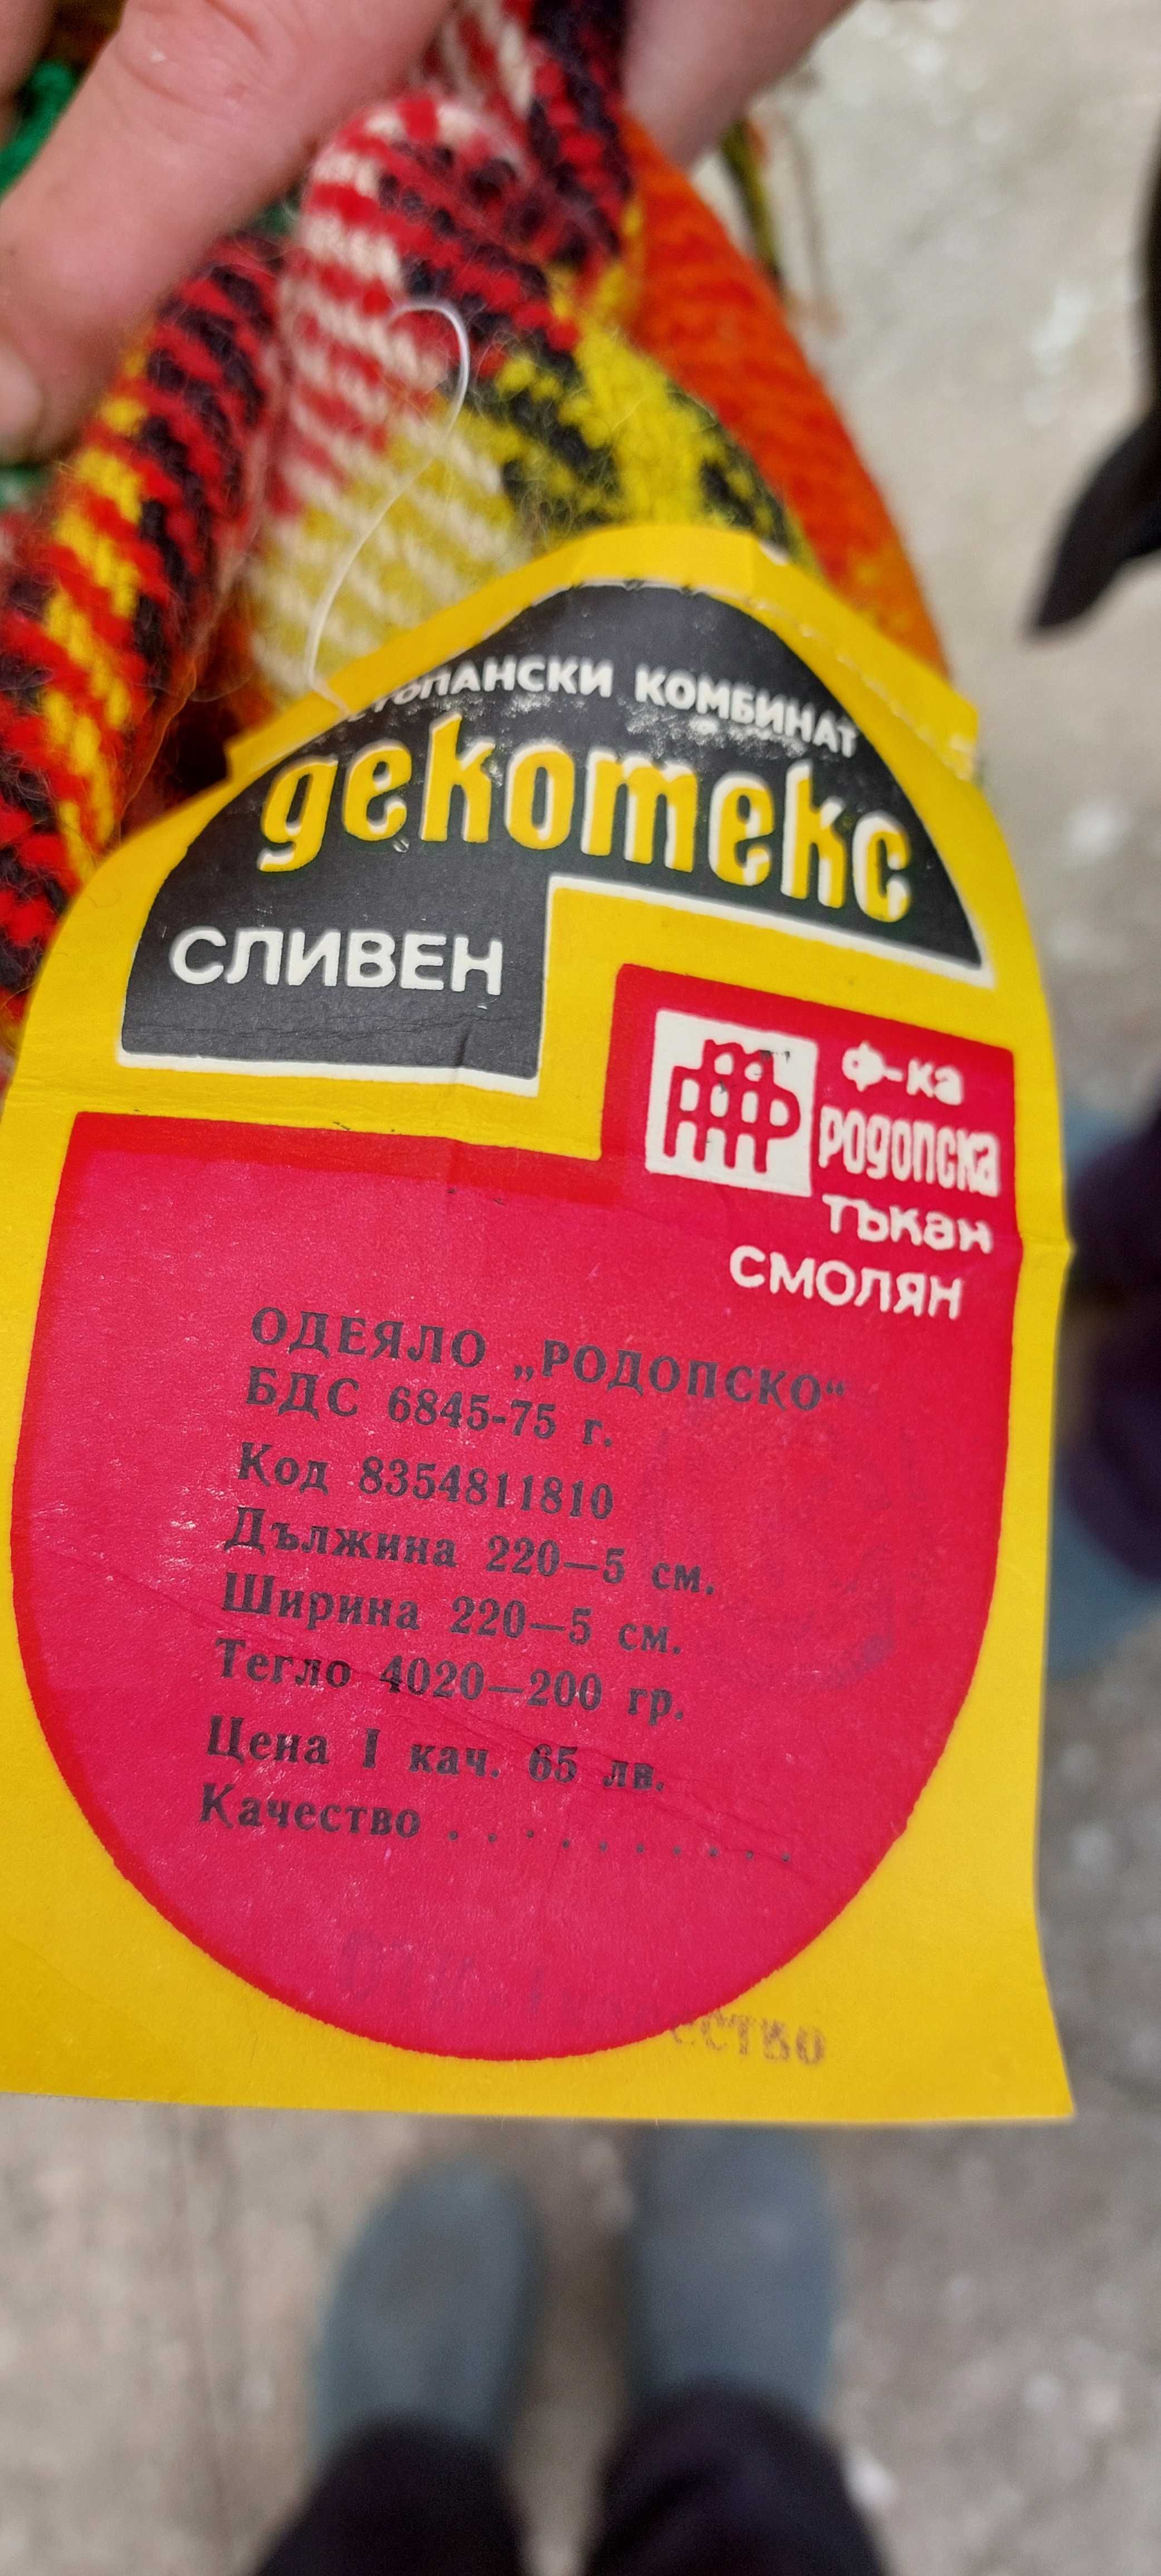 СТОПАНСКИ КОМБИНАТ
декотекс
СЛИВЕН
ф-ка
РОДОПСКА
ТЪКАН
СМОЛЯН
ОДЕЯЛО „РОДОПСКО“
БДС 6845-75 г.
Код 8354811810
Дължина 220—5 см.
Ширина 220—5 см.
Тегло 4020—200 гр.
Цена I кач. 65 лв.
Качество . . . . . . . . . .